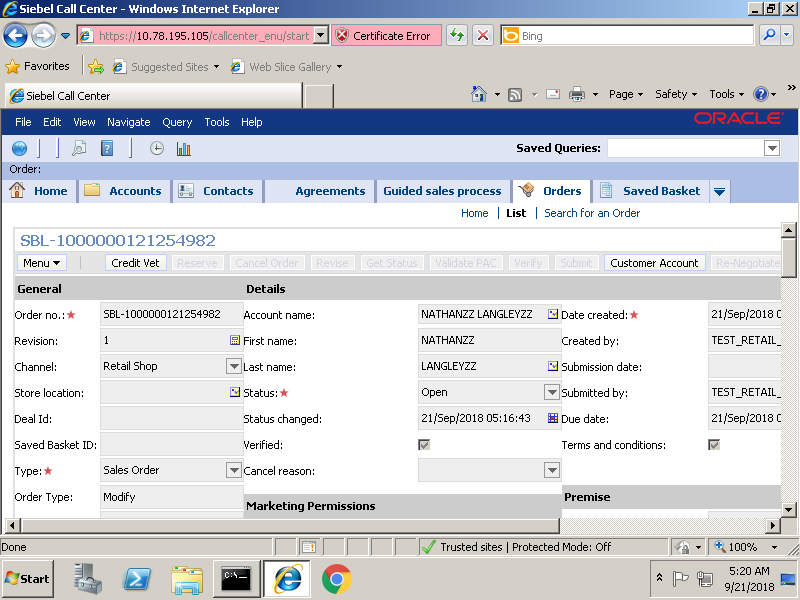 Siebel Call Center - Windows Internet Explorer
https://10.78.195.105/callcenter_enu/start
Certificate Error
Bing
Favorites
Suggested Sites
Web Slice Gallery
Siebel Call Center
Page
Safety
Tools
»
File Edit View Navigate Query Tools Help
ORACLE
Saved Queries:
Order:
Home
Accounts
Contacts
Agreements
Guided sales process
Orders
Saved Basket
Home | List | Search for an Order
SBL-1000000121254982
Menu
Credit Vet
Reserve
Cancel Order
Revise
Get Status
Validate PAC
Verify
Submit
Customer Account
Re-Negotiate
General
Details
Order no.:★ SBL-1000000121254982 Account name: NATHANZZ LANGLEYZZ Date created:★ 21/Sep/2018 0
Revision: 1 First name: NATHANZZ Created by: TEST_RETAIL_
Channel: Retail Shop Last name: LANGLEYZZ Submission date:
Store location: Status:★ Open Submitted by: TEST_RETAIL_
Deal Id: Status changed: 21/Sep/2018 05:16:43 Due date: 21/Sep/2018 0
Saved Basket ID: Verified: Terms and conditions:
Type:★ Sales Order Cancel reason:
Order Type: Modify
Marketing Permissions
Premise
Done
Trusted sites | Protected Mode: Off
100%
Start
C:\.
5:20 AM
9/21/2018